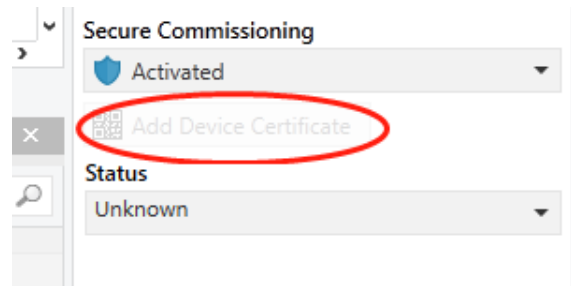 Secure Commissioning
Activated
Add Device Certificate
Status
Unknown